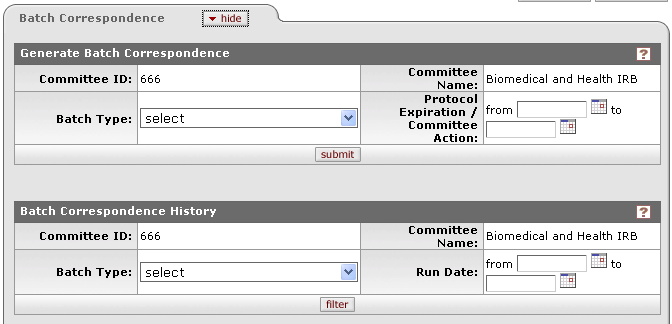 Batch Correspondence
▼ hide
Generate Batch Correspondence ?
Committee ID: 666 Committee Name: Biomedical and Health IRB
Batch Type: select Protocol Expiration / Committee Action: from to
submit
Batch Correspondence History ?
Committee ID: 666 Committee Name: Biomedical and Health IRB
Batch Type: select Run Date: from to
filter